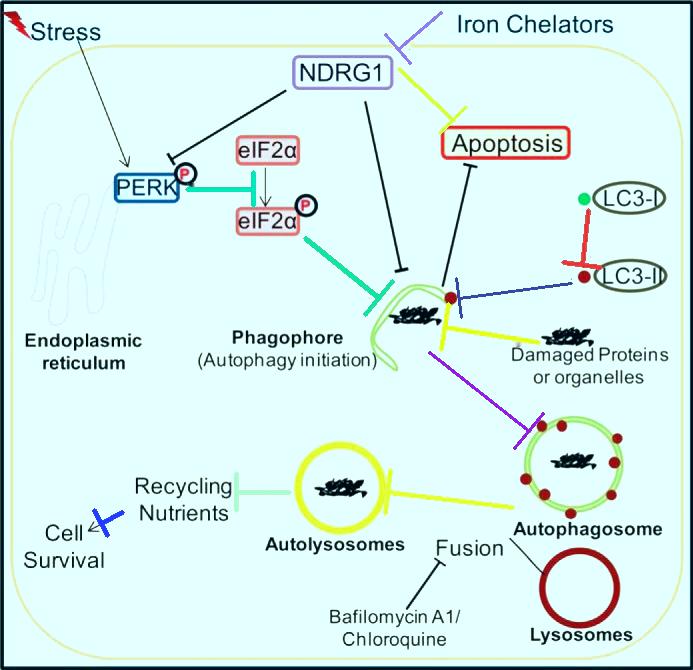 Stress
Iron Chelators
NDRG1
Apoptosis
eIF2α
PERK
P
eIF2α
P
LC3-I
LC3-II
Endoplasmic
reticulum
Phagophore
(Autophagy initiation)
Damaged Proteins
or organelles
Recycling
Nutrients
Cell
Survival
Autolysosomes
Autophagosome
Fusion
Bafilomycin A1/
Chloroquine
Lysosomes